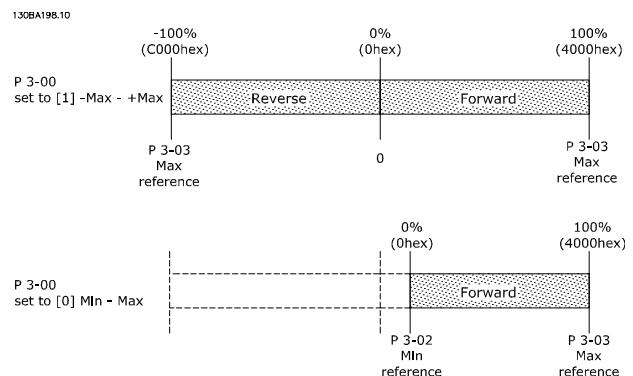 130BA198.10
-100% 0% 100%
(C000hex) (0hex) (4000hex)
P 3-00
set to [1] -Max - +Max
Reverse Forward
P 3-03 0 P 3-03
Max Max
reference reference
0% 100%
(0hex) (4000hex)
P 3-00
set to [0] MIn - Max
Forward
P 3-02 P 3-03
MIn Max
reference reference